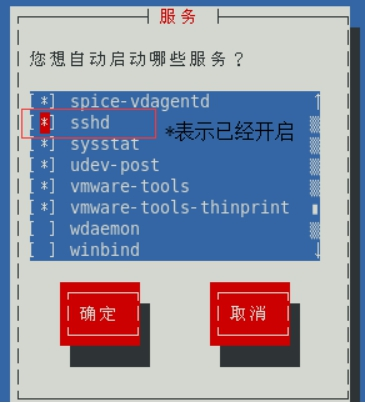 服务
您想自动启动哪些服务？
[*] spice-vdagentd
[*] sshd *表示已经开启
[*] sysstat
[*] udev-post
[*] vmware-tools
[*] vmware-tools-thinprint
[ ] wdaemon
[ ] winbind
确定 取消